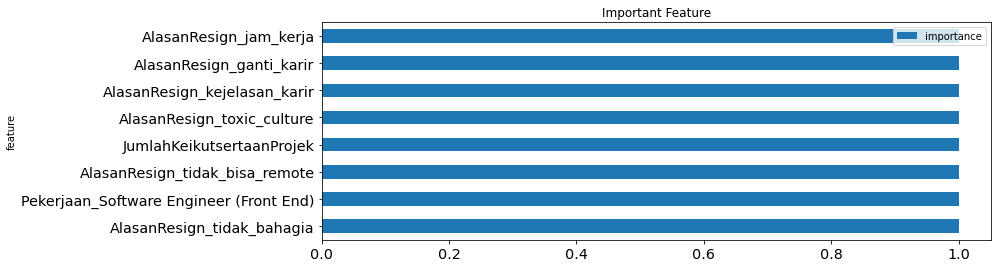 Important Feature
importance
feature
AlasanResign_jam_kerja
AlasanResign_ganti_karir
AlasanResign_kejelasan_karir
AlasanResign_toxic_culture
JumlahKeikutsertaanProjek
AlasanResign_tidak_bisa_remote
Pekerjaan_Software Engineer (Front End)
AlasanResign_tidak_bahagia
0.0 0.2 0.4 0.6 0.8 1.0